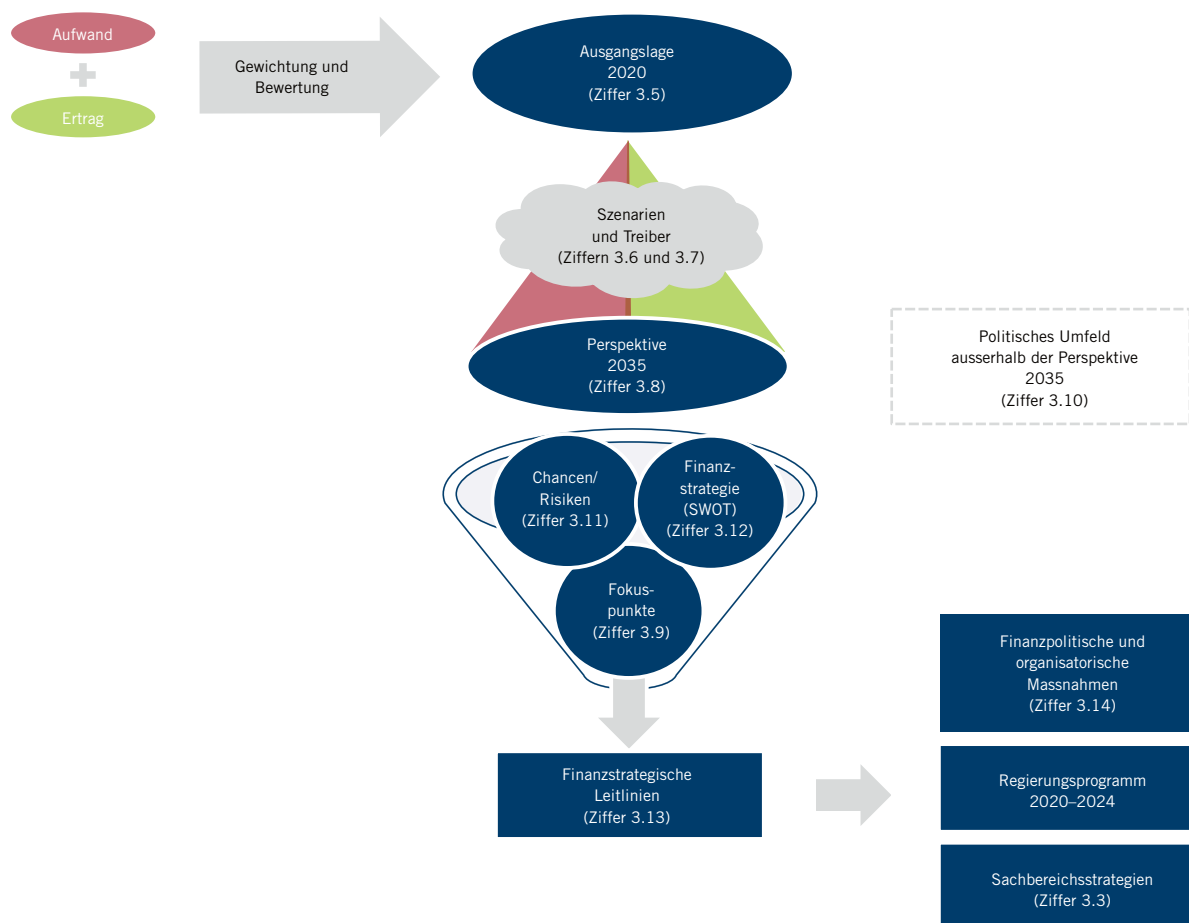 Aufwand
Ertrag
Gewichtung und
Bewertung
Ausgangslage
2020
(Ziffer 3.5)
Szenarien
und Treiber
(Ziffern 3.6 und 3.7)
Perspektive
2035
(Ziffer 3.8)
Politisches Umfeld
ausserhalb der Perspektive
2035
(Ziffer 3.10)
Chancen/
Risiken
(Ziffer 3.11)
Finanz-
strategie
(SWOT)
(Ziffer 3.12)
Fokus-
punkte
(Ziffer 3.9)
Finanzstrategische
Leitlinien
(Ziffer 3.13)
Finanzpolitische und
organisatorische
Massnahmen
(Ziffer 3.14)
Regierungsprogramm
2020–2024
Sachbereichsstrategien
(Ziffer 3.3)